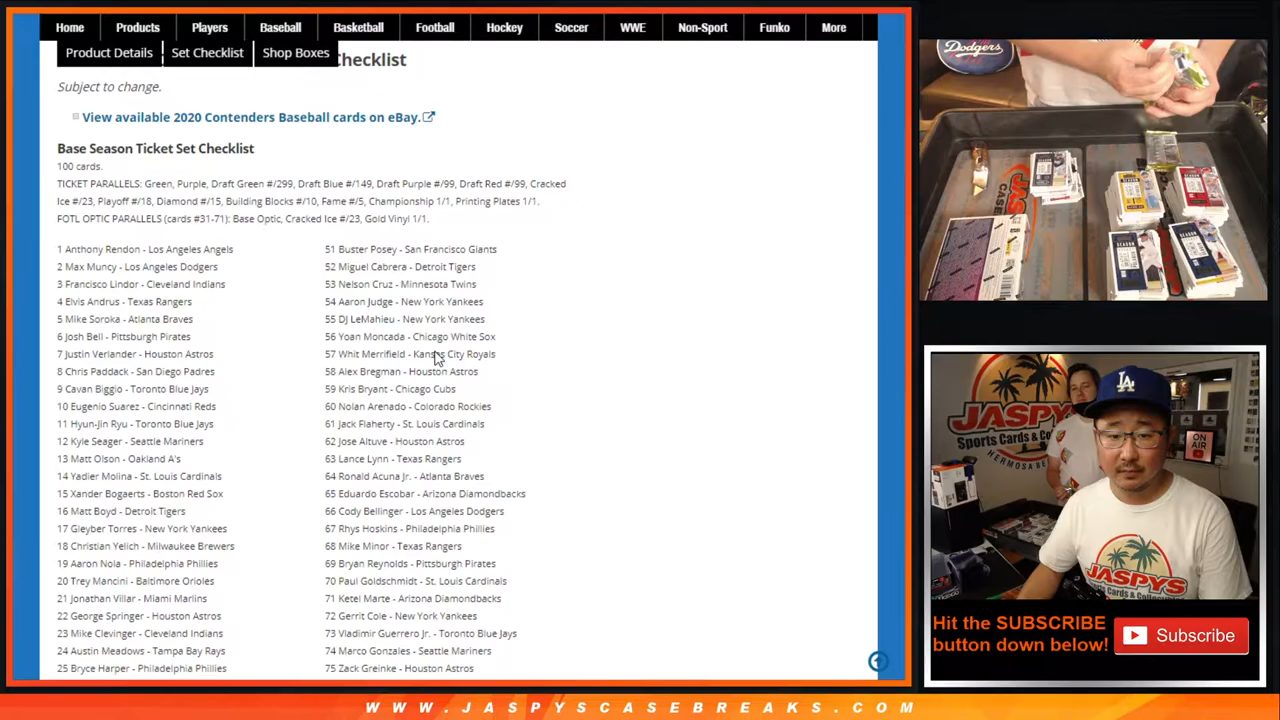 Home Products Players Baseball Basketball Football Hockey Soccer WWE Non-Sport Funko More
Product Details Set Checklist Shop Boxes Checklist
Subject to change.
View available 2020 Contenders Baseball cards on eBay.
Base Season Ticket Set Checklist
100 cards.
TICKET PARALLELS: Green, Purple, Draft Green #/299, Draft Blue #/149, Draft Purple #/99, Draft Red #/99, Cracked
Ice #/23, Playoff #/18, Diamond #/15, Building Blocks #/10, Fame #/5, Championship 1/1, Printing Plates 1/1.
FOTL OPTIC PARALLELS (cards #31-71): Base Optic, Cracked Ice #/23, Gold Vinyl 1/1.
1 Anthony Rendon - Los Angeles Angels
2 Max Muncy - Los Angeles Dodgers
3 Francisco Lindor - Cleveland Indians
4 Elvis Andrus - Texas Rangers
5 Mike Soroka - Atlanta Braves
6 Josh Bell - Pittsburgh Pirates
7 Justin Verlander - Houston Astros
8 Chris Paddack - San Diego Padres
9 Cavan Biggio - Toronto Blue Jays
10 Eugenio Suarez - Cincinnati Reds
11 Hyun-Jin Ryu - Toronto Blue Jays
12 Kyle Seager - Seattle Mariners
13 Matt Olson - Oakland A's
14 Yadier Molina - St. Louis Cardinals
15 Xander Bogaerts - Boston Red Sox
16 Matt Boyd - Detroit Tigers
17 Gleyber Torres - New York Yankees
18 Christian Yelich - Milwaukee Brewers
19 Aaron Nola - Philadelphia Phillies
20 Trey Mancini - Baltimore Orioles
21 Jonathan Villar - Miami Marlins
22 George Springer - Houston Astros
23 Mike Clevinger - Cleveland Indians
24 Austin Meadows - Tampa Bay Rays
25 Bryce Harper - Philadelphia Phillies
51 Buster Posey - San Francisco Giants
52 Miguel Cabrera - Detroit Tigers
53 Nelson Cruz - Minnesota Twins
54 Aaron Judge - New York Yankees
55 DJ LeMahieu - New York Yankees
56 Yoan Moncada - Chicago White Sox
57 Whit Merrifield - Kansas City Royals
58 Alex Bregman - Houston Astros
59 Kris Bryant - Chicago Cubs
60 Nolan Arenado - Colorado Rockies
61 Jack Flaherty - St. Louis Cardinals
62 Jose Altuve - Houston Astros
63 Lance Lynn - Texas Rangers
64 Ronald Acuna Jr. - Atlanta Braves
65 Eduardo Escobar - Arizona Diamondbacks
66 Cody Bellinger - Los Angeles Dodgers
67 Rhys Hoskins - Philadelphia Phillies
68 Mike Minor - Texas Rangers
69 Bryan Reynolds - Pittsburgh Pirates
70 Paul Goldschmidt - St. Louis Cardinals
71 Ketel Marte - Arizona Diamondbacks
72 Gerrit Cole - New York Yankees
73 Vladimir Guerrero Jr. - Toronto Blue Jays
74 Marco Gonzales - Seattle Mariners
75 Zack Greinke - Houston Astros
Dodgers
JASPYS
Sports Cards &
HERMOSA BE
ON
AIR
LA
JASPYS
Hit the SUBSCRIBE
button down below!
Subscribe
WWW.JASPYSCASEBREAKS.COM